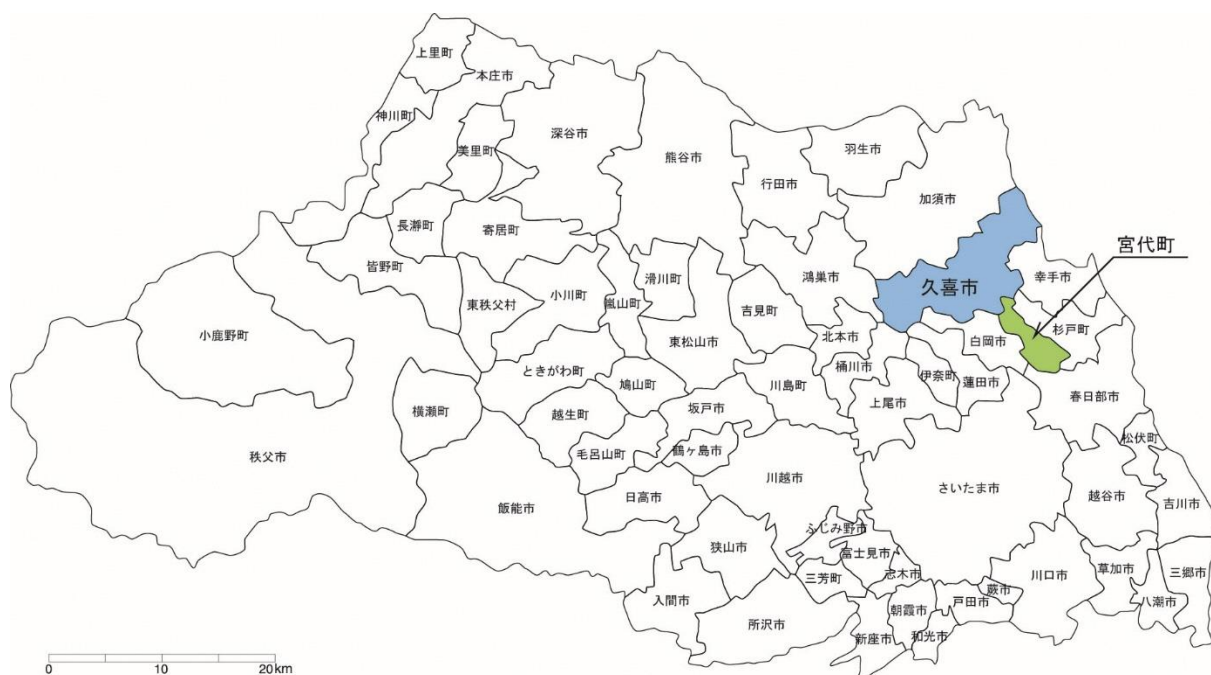 上里町
本庄市
神川町
美里町
深谷市
熊谷市
行田市
羽生市
加須市
長瀞町
寄居町
皆野町
東秩父村
小川町
嵐山町
滑川町
東松山市
吉見町
鴻巣市
久喜市
幸手市
宮代町
杉戸町
白岡市
北本市
桶川市
伊奈町
蓮田市
上尾市
春日部市
小鹿野町
ときがわ町
鳩山町
川島町
横瀬町
越生町
坂戸市
毛呂山町
鶴ヶ島市
秩父市
飯能市
日高市
川越市
さいたま市
松伏町
越谷市
吉川市
狭山市
ふじみ野市
富士見市
三芳町
志木市
入間市
所沢市
新座市
朝霞市
和光市
戸田市
蕨市
川口市
草加市
八潮市
三郷市
0 10 20km